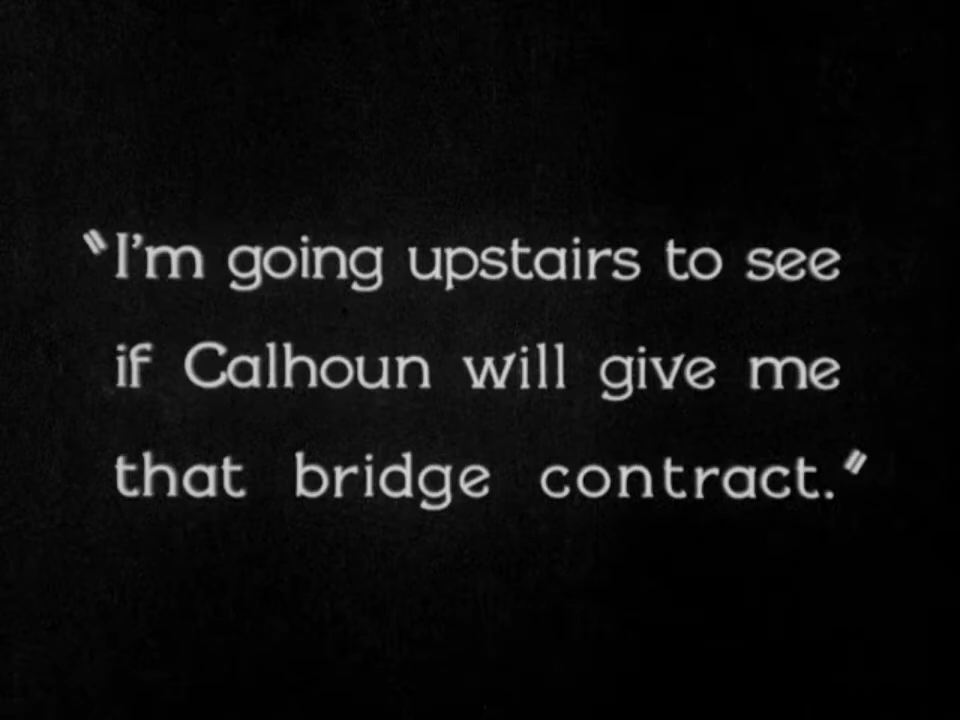 "I'm going upstairs to see
if Calhoun will give me
that bridge contract."